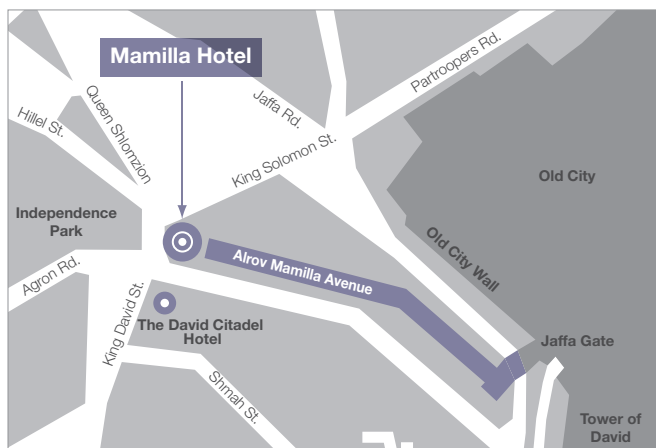 Mamilla Hotel
Partroopers Rd.
Jaffa Rd.
Queen Shlomzion
Hillel St.
King Solomon St.
Old City
Independence
Park
Old City Wall
Alrov Mamilla Avenue
Agron Rd.
King David St.
The David Citadel
Hotel
Jaffa Gate
Shmah St.
Tower of
David